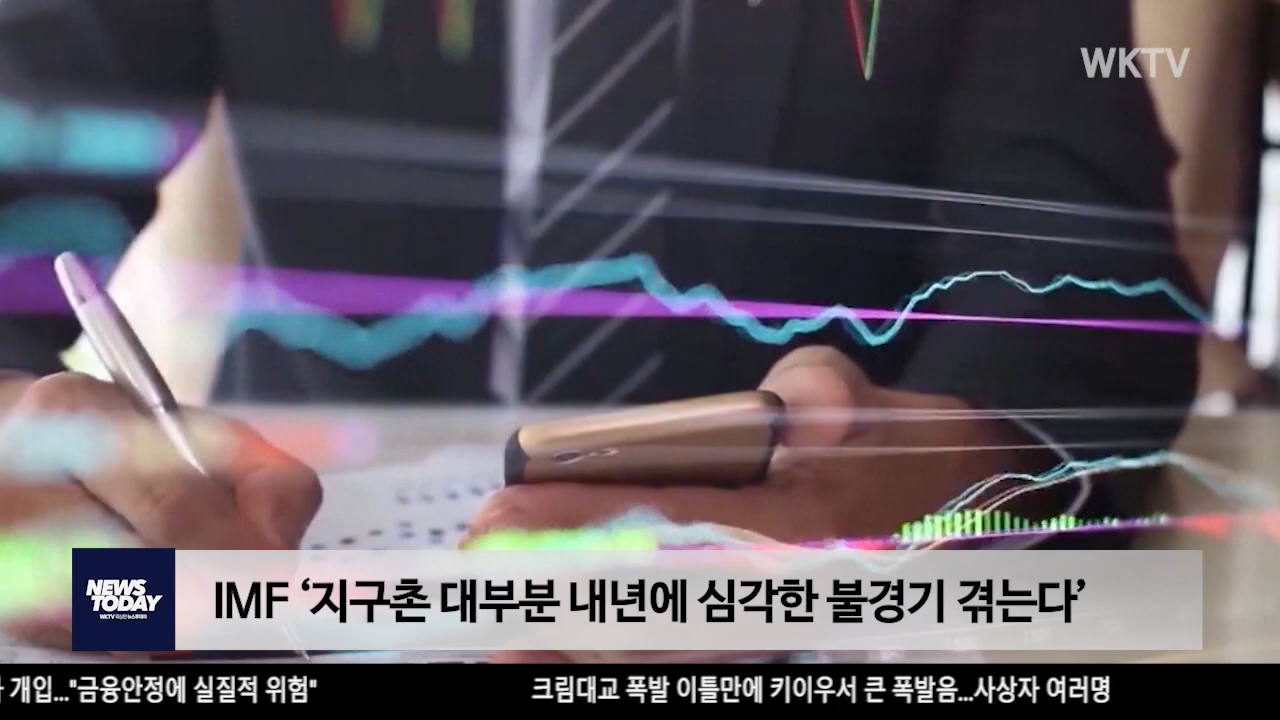 WKTV
NEWS
TODAY
IMF ‘지구촌 대부분 내년에 심각한 불경기 겪는다’
개입..."금융안정에 실질적 위험"
크림대교 폭발 이틀만에 키이우서 큰 폭발음...사상자 여러명